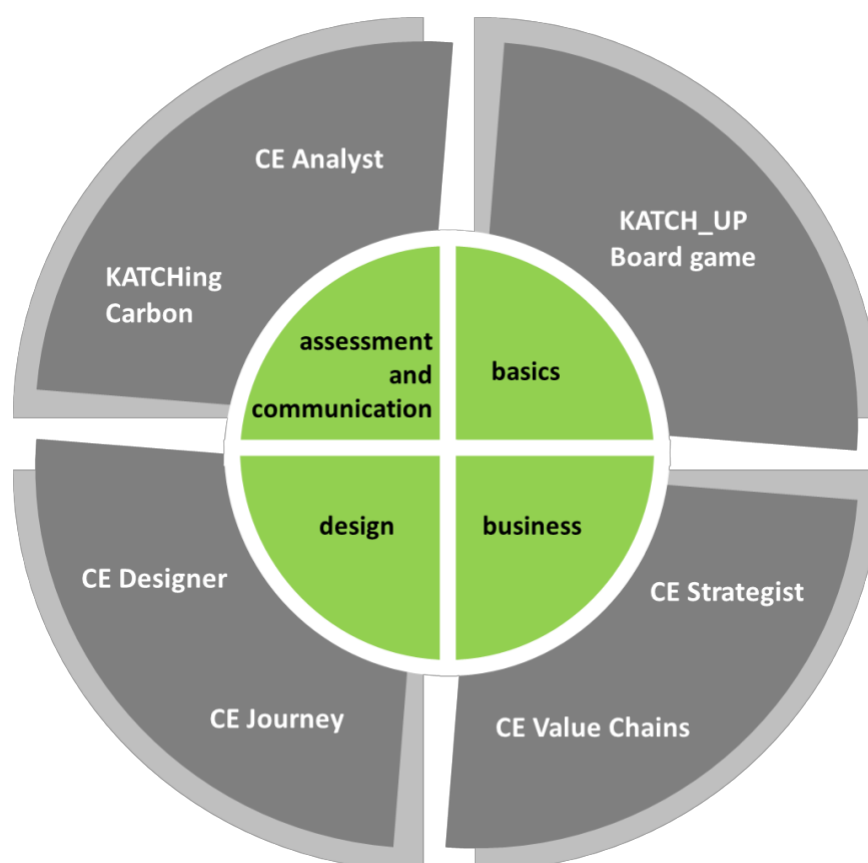 CE Analyst
KATCHing
Carbon
KATCH_UP
Board game
assessment
and
communication
basics
design
business
CE Designer
CE Journey
CE Strategist
CE Value Chains